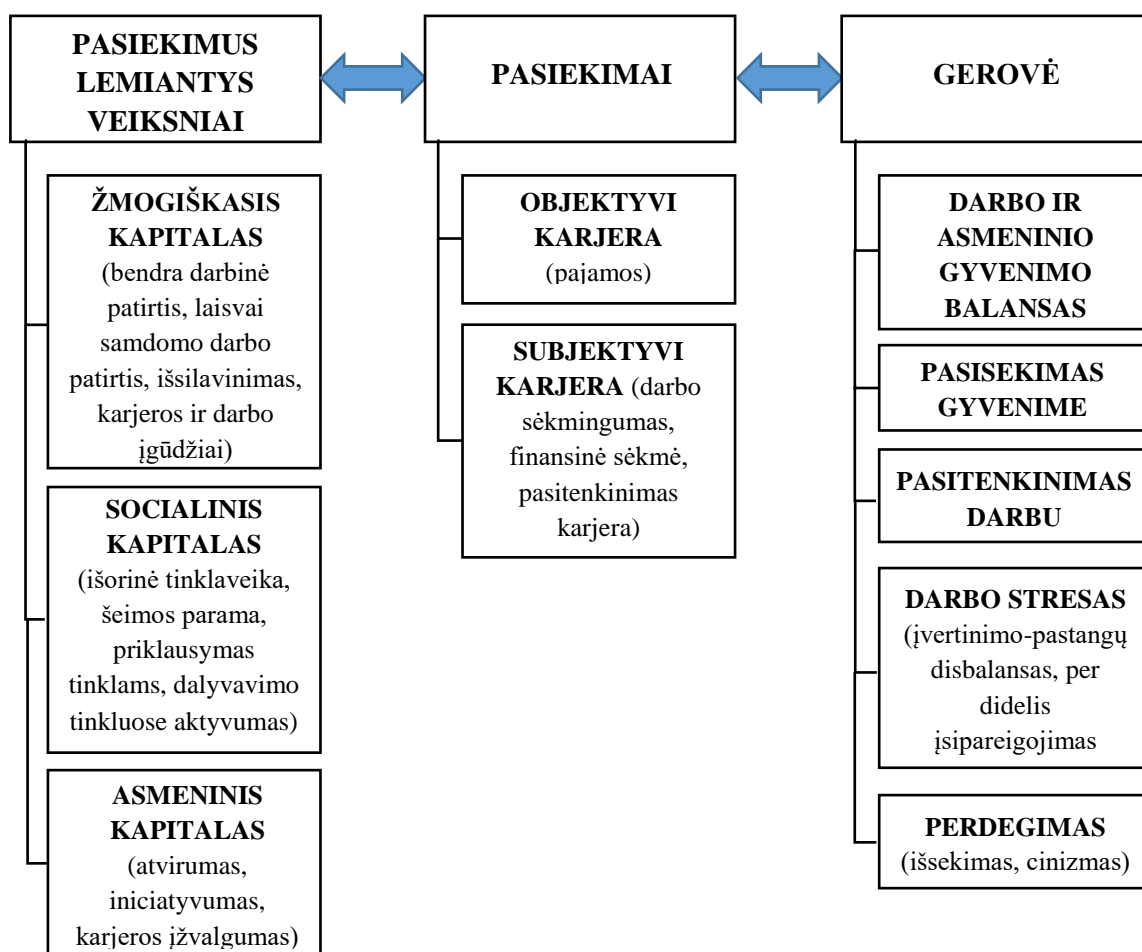 PASIEKIMUS
LEMIANTYS
VEIKSNIAI
ŽMOGIŠKASIS
KAPITALAS
(bendra darbinė
patirtis, laisvai
samdomo darbo
patirtis, išsilavinimas,
karjeros ir darbo
įgūdžiai)
SOCIALINIS
KAPITALAS
(išorinė tinklaveika,
šeimos parama,
priklausymas
tinklams, dalyvavimo
tinkluose aktyvumas)
ASMENINIS
KAPITALAS
(atvirumas,
iniciatyvumas,
karjeros įžvalgumas)
PASIEKIMAI
OBJEKTYVI
KARJERA
(pajamos)
SUBJEKTYVI
KARJERA (darbo
sėkmingumas,
finansinė sėkmė,
pasitenkinimas
karjera)
GEROVĖ
DARBO IR
ASMENINIO
GYVENIMO
BALANSAS
PASISEKIMAS
GYVENIME
PASITENKINIMAS
DARBU
DARBO STRESAS
(įvertinimo-pastangų
disbalansas, per
didelis
įsipareigojimas
PERDEGIMAS
(išsekimas, cinizmas)